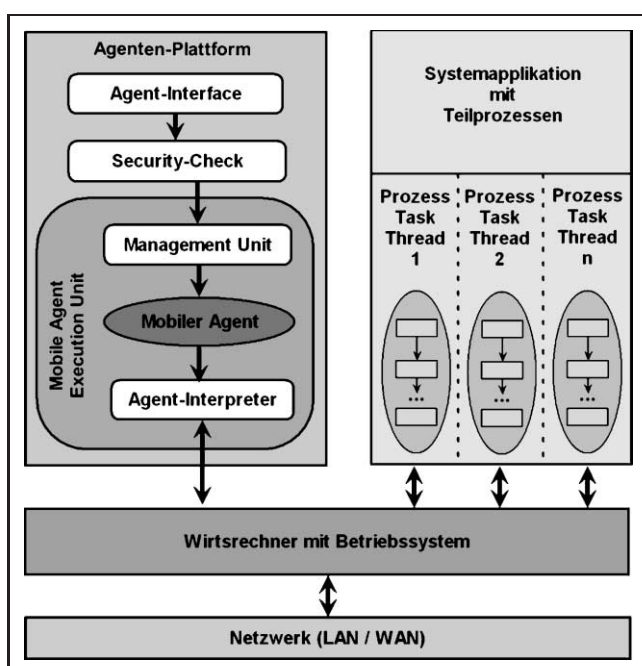 Agenten-Plattform
Agent-Interface
Security-Check
Mobile Agent
Execution Unit
Management Unit
Mobiler Agent
Agent-Interpreter
Systemapplikation
mit
Teilprozessen
Prozess
Task
Thread
1
...
Prozess
Task
Thread
2
...
Prozess
Task
Thread
n
...
Wirtsrechner mit Betriebssystem
Netzwerk (LAN / WAN)